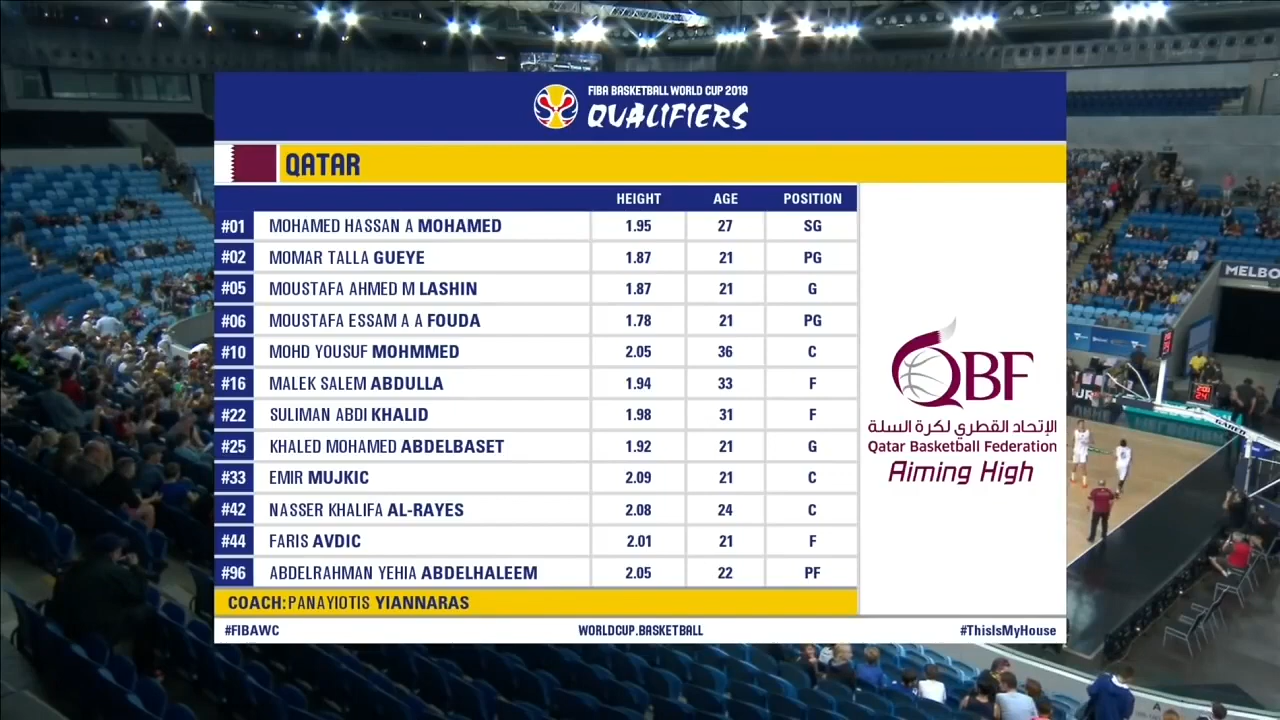 FIBA BASKETBALL WORLD CUP 2019
QUALIFIERS
QATAR
HEIGHT AGE POSITION
#01 MOHAMED HASSAN A MOHAMED 1.95 27 SG
#02 MOMAR TALLA GUEYE 1.87 21 PG
#05 MOUSTAFA AHMED M LASHIN 1.87 21 G
#06 MOUSTAFA ESSAM A A FOUDA 1.78 21 PG
#10 MOHD YOUSUF MOHMMED 2.05 36 C
#16 MALEK SALEM ABDULLA 1.94 33 F
#22 SULIMAN ABDI KHALID 1.98 31 F
#25 KHALED MOHAMED ABDELBASET 1.92 21 G
#33 EMIR MUJKIC 2.09 21 C
#42 NASSER KHALIFA AL-RAYES 2.08 24 C
#44 FARIS AVDIC 2.01 21 F
#96 ABDELRAHMAN YEHIA ABDELHALEEM 2.05 22 PF
COACH: PANAYIOTIS YIANNARAS
QBF
الإتحاد القطري لكرة السلة
Qatar Basketball Federation
Aiming High
#FIBAWC WORLDCUP.BASKETBALL #ThisIsMyHouse
MELBO